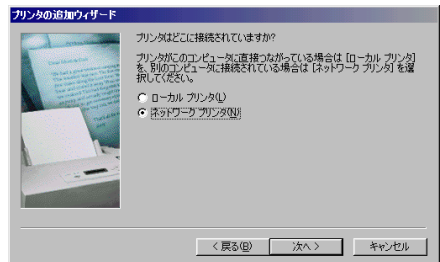 プリンタの追加ウィザード
プリンタはどこに接続されていますか?
プリンタがこのコンピュータに直接つながっている場合は [ローカル プリンタ]
を、別のコンピュータに接続されている場合は [ネットワーク プリンタ] を選
択してください。
ローカル プリンタ(L)
ネットワーク プリンタ(N)
< 戻る(B)
次へ >
キャンセル